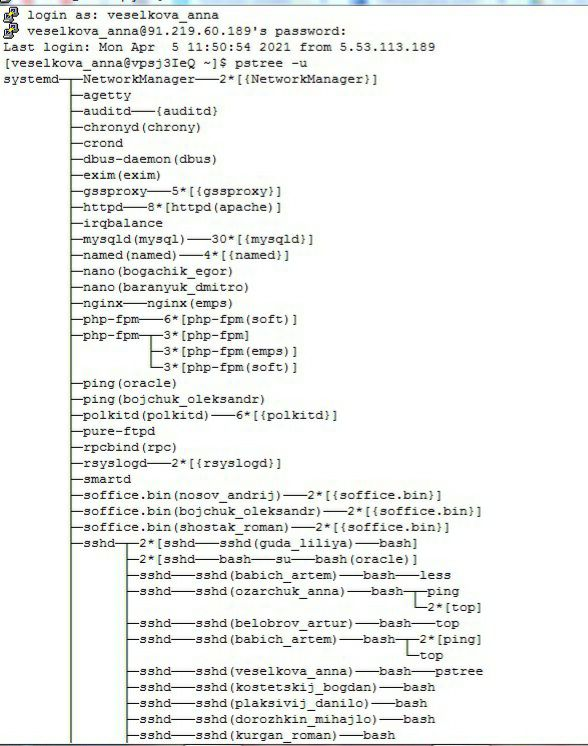 login as: veselkova_anna
veselkova_anna@91.219.60.189's password:
Last login: Mon Apr  5 11:50:54 2021 from 5.53.113.189
[veselkova_anna@vpsj3IeQ ~]$ pstree -u
systemd─┬─NetworkManager───2*[{NetworkManager}]
        ├─agetty
        ├─auditd───{auditd}
        ├─chronyd(chrony)
        ├─crond
        ├─dbus-daemon(dbus)
        ├─exim(exim)
        ├─gssproxy───5*[{gssproxy}]
        ├─httpd───8*[httpd(apache)]
        ├─irqbalance
        ├─mysqld(mysql)───30*[{mysqld}]
        ├─named(named)───4*[{named}]
        ├─nano(bogachik_egor)
        ├─nano(baranyuk_dmitro)
        ├─nginx───nginx(emps)
        ├─php-fpm───6*[php-fpm(soft)]
        ├─php-fpm─┬─3*[php-fpm]
        │         ├─3*[php-fpm(emps)]
        │         └─3*[php-fpm(soft)]
        ├─ping(oracle)
        ├─ping(bojchuk_oleksandr)
        ├─polkitd(polkitd)───6*[{polkitd}]
        ├─pure-ftpd
        ├─rpcbind(rpc)
        ├─rsyslogd───2*[{rsyslogd}]
        ├─smartd
        ├─soffice.bin(nosov_andrij)───2*[{soffice.bin}]
        ├─soffice.bin(bojchuk_oleksandr)───2*[{soffice.bin}]
        ├─soffice.bin(shostak_roman)───2*[{soffice.bin}]
        ├─sshd─┬─2*[sshd───sshd(guda_liliya)───bash]
        │      ├─2*[sshd───bash───su───bash(oracle)]
        │      ├─sshd───sshd(babich_artem)───bash───less
        │      ├─sshd───sshd(ozarchuk_anna)───bash─┬─ping
        │      │                                   └─2*[top]
        │      ├─sshd───sshd(belobrov_artur)───bash───top
        │      ├─sshd───sshd(babich_artem)───bash─┬─2*[ping]
        │      │                                  └─top
        │      ├─sshd───sshd(veselkova_anna)───bash───pstree
        │      ├─sshd───sshd(kostetskij_bogdan)───bash
        │      ├─sshd───sshd(plaksivij_danilo)───bash
        │      ├─sshd───sshd(dorozhkin_mihajlo)───bash
        │      ├─sshd───sshd(kurgan_roman)───bash